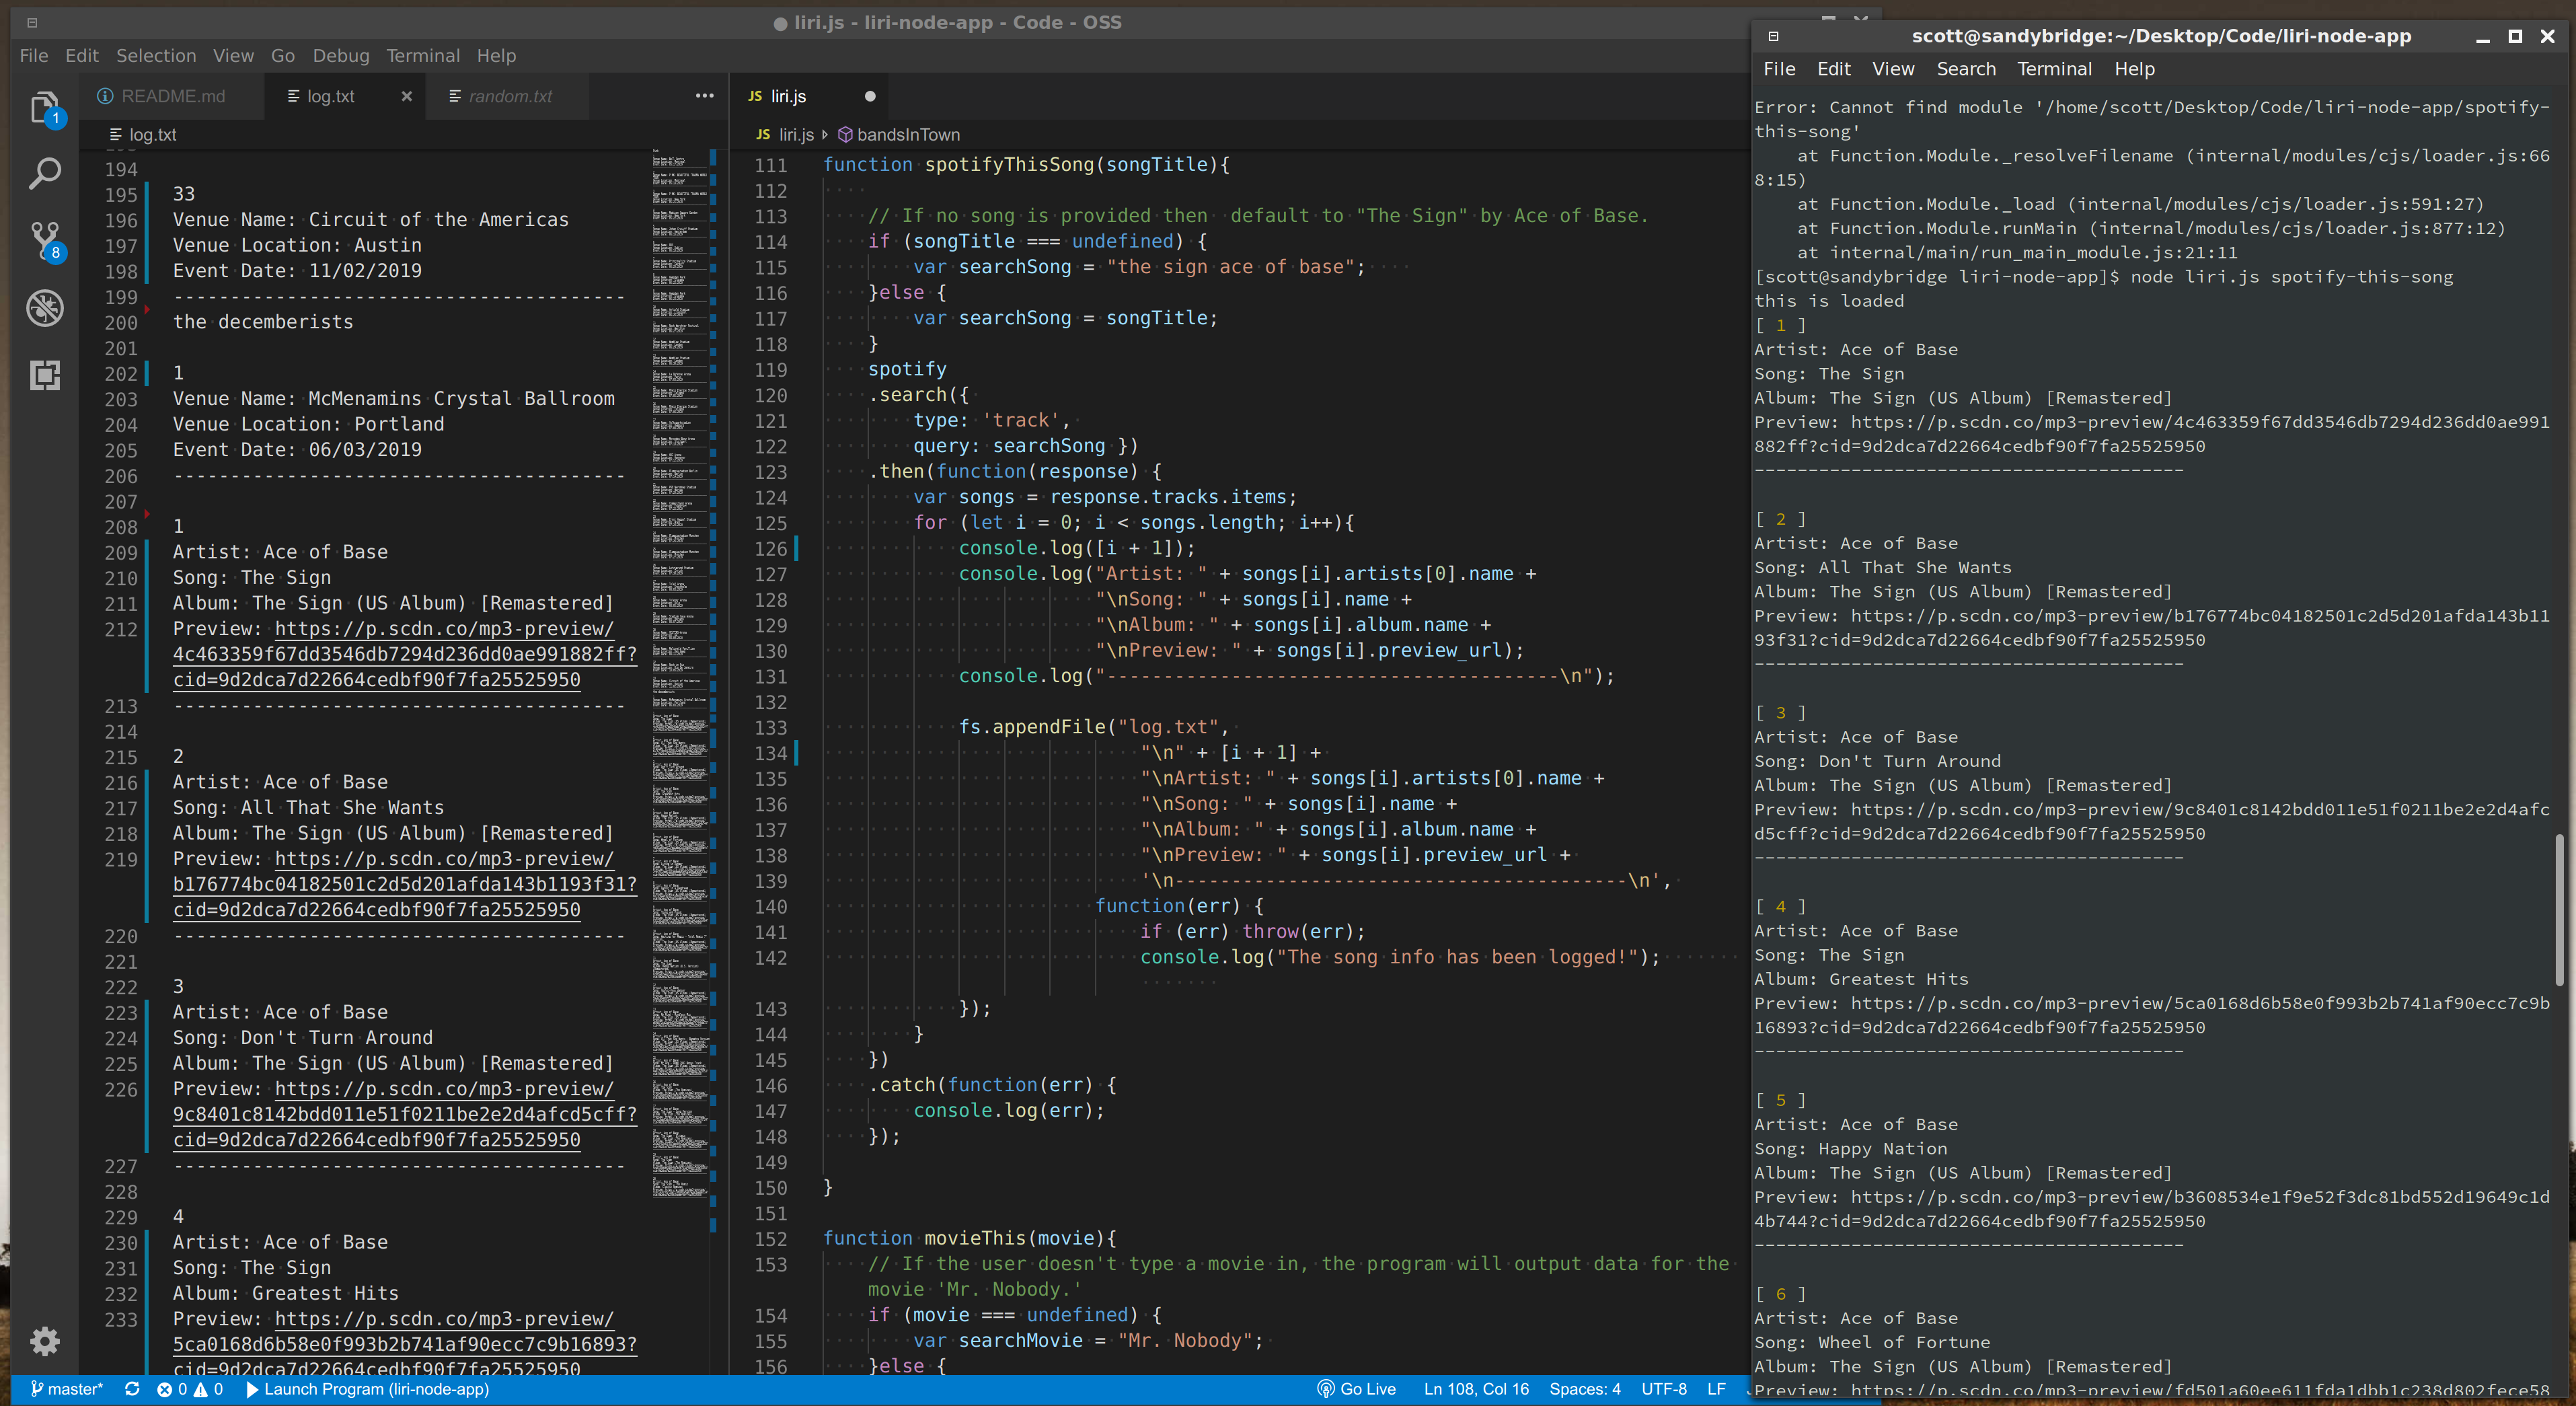 liri.js - liri-node-app - Code - OSS
File Edit Selection View Go Debug Terminal Help
README.md log.txt random.txt
log.txt
1
8
194
195 33
196 Venue Name: Circuit of the Americas
197 Venue Location: Austin
198 Event Date: 11/02/2019
199 ----------------------------------------
200 the decemberists
201
202 1
203 Venue Name: McMenamins Crystal Ballroom
204 Venue Location: Portland
205 Event Date: 06/03/2019
206 ----------------------------------------
207
208 1
209 Artist: Ace of Base
210 Song: The Sign
211 Album: The Sign (US Album) [Remastered]
212 Preview: https://p.scdn.co/mp3-preview/
4c463359f67dd3546db7294d236dd0ae991882ff?
cid=9d2dca7d22664cedbf90f7fa25525950
213 ----------------------------------------
214
215 2
216 Artist: Ace of Base
217 Song: All That She Wants
218 Album: The Sign (US Album) [Remastered]
219 Preview: https://p.scdn.co/mp3-preview/
b176774bc04182501c2d5d201afda143b1193f31?
cid=9d2dca7d22664cedbf90f7fa25525950
220 ----------------------------------------
221
222 3
223 Artist: Ace of Base
224 Song: Don't Turn Around
225 Album: The Sign (US Album) [Remastered]
226 Preview: https://p.scdn.co/mp3-preview/
9c8401c8142bdd011e51f0211be2e2d4afcd5cff?
cid=9d2dca7d22664cedbf90f7fa25525950
227 ----------------------------------------
228
229 4
230 Artist: Ace of Base
231 Song: The Sign
232 Album: Greatest Hits
233 Preview: https://p.scdn.co/mp3-preview/
5ca0168d6b58e0f993b2b741af90ecc7c9b16893?
cid=9d2dca7d22664cedbf90f7fa25525950
JS liri.js
JS liri.js bandsInTown
111 function spotifyThisSong(songTitle){
112
113 // If no song is provided then  default to "The Sign" by Ace of Base.
114 if (songTitle === undefined) {
115 var searchSong = "the sign ace of base";
116 }else {
117 var searchSong = songTitle;
118 }
119 spotify
120 .search({
121 type: 'track',
122 query: searchSong })
123 .then(function(response) {
124 var songs = response.tracks.items;
125 for (let i = 0; i < songs.length; i++){
126 console.log([i + 1]);
127 console.log("Artist: " + songs[i].artists[0].name +
128 "\nSong: " + songs[i].name +
129 "\nAlbum: " + songs[i].album.name +
130 "\nPreview: " + songs[i].preview_url);
131 console.log("----------------------------------------\n");
132
133 fs.appendFile("log.txt",
134 "\n" + [i + 1] +
135 "\nArtist: " + songs[i].artists[0].name +
136 "\nSong: " + songs[i].name +
137 "\nAlbum: " + songs[i].album.name +
138 "\nPreview: " + songs[i].preview_url +
139 '\n----------------------------------------\n',
140 function(err) {
141 if (err) throw(err);
142 console.log("The song info has been logged!");
143 });
144 }
145 })
146 .catch(function(err) {
147 console.log(err);
148 });
149
150 }
151
152 function movieThis(movie){
153 // If the user doesn't type a movie in, the program will output data for the
movie 'Mr. Nobody.'
154 if (movie === undefined) {
155 var searchMovie = "Mr. Nobody";
156 }else {
master* 0 0 Launch Program (liri-node-app) Go Live Ln 108, Col 16 Spaces: 4 UTF-8 LF
scott@sandybridge:~/Desktop/Code/liri-node-app
File Edit View Search Terminal Help
Error: Cannot find module '/home/scott/Desktop/Code/liri-node-app/spotify-
this-song'
at Function.Module._resolveFilename (internal/modules/cjs/loader.js:66
8:15)
at Function.Module._load (internal/modules/cjs/loader.js:591:27)
at Function.Module.runMain (internal/modules/cjs/loader.js:877:12)
at internal/main/run_main_module.js:21:11
[scott@sandybridge liri-node-app]$ node liri.js spotify-this-song
this is loaded
[ 1 ]
Artist: Ace of Base
Song: The Sign
Album: The Sign (US Album) [Remastered]
Preview: https://p.scdn.co/mp3-preview/4c463359f67dd3546db7294d236dd0ae991
882ff?cid=9d2dca7d22664cedbf90f7fa25525950
----------------------------------------
[ 2 ]
Artist: Ace of Base
Song: All That She Wants
Album: The Sign (US Album) [Remastered]
Preview: https://p.scdn.co/mp3-preview/b176774bc04182501c2d5d201afda143b11
93f31?cid=9d2dca7d22664cedbf90f7fa25525950
----------------------------------------
[ 3 ]
Artist: Ace of Base
Song: Don't Turn Around
Album: The Sign (US Album) [Remastered]
Preview: https://p.scdn.co/mp3-preview/9c8401c8142bdd011e51f0211be2e2d4afc
d5cff?cid=9d2dca7d22664cedbf90f7fa25525950
----------------------------------------
[ 4 ]
Artist: Ace of Base
Song: The Sign
Album: Greatest Hits
Preview: https://p.scdn.co/mp3-preview/5ca0168d6b58e0f993b2b741af90ecc7c9b
16893?cid=9d2dca7d22664cedbf90f7fa25525950
----------------------------------------
[ 5 ]
Artist: Ace of Base
Song: Happy Nation
Album: The Sign (US Album) [Remastered]
Preview: https://p.scdn.co/mp3-preview/b3608534e1f9e52f3dc81bd552d19649c1d
4b744?cid=9d2dca7d22664cedbf90f7fa25525950
----------------------------------------
[ 6 ]
Artist: Ace of Base
Song: Wheel of Fortune
Album: The Sign (US Album) [Remastered]
Preview: https://p.scdn.co/mp3-preview/fd501a60ee611fda1dbb1c238d802fece58